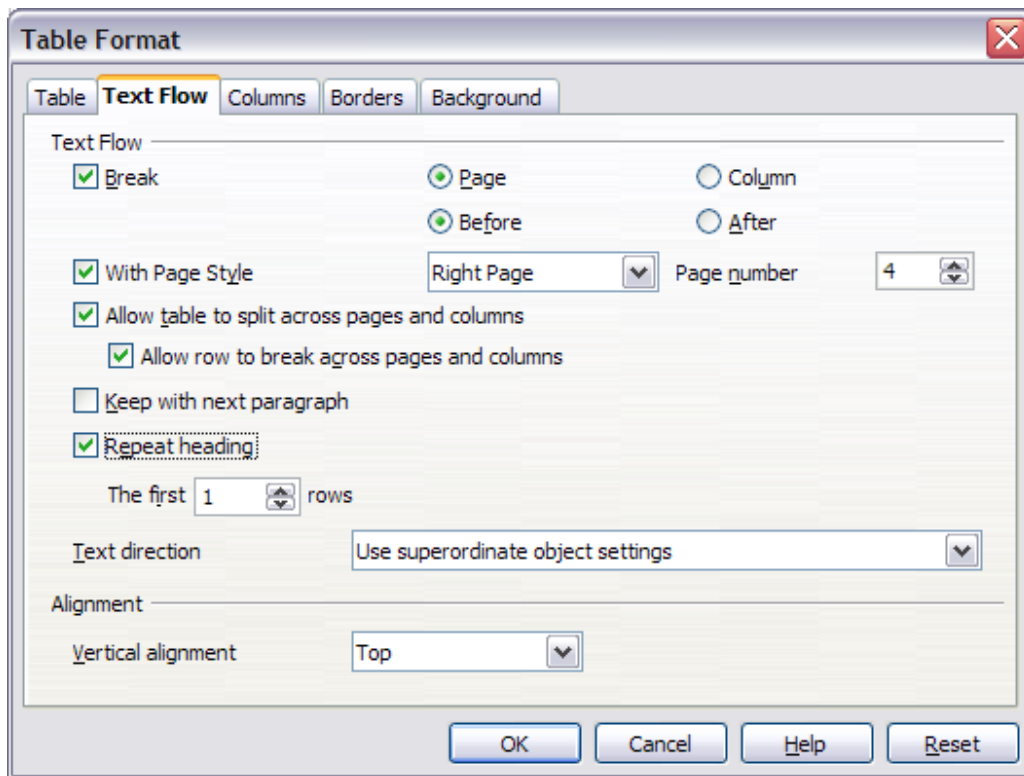 Table Format
Table Text Flow Columns Borders Background
Text Flow
Break Page Column
Before After
With Page Style Right Page Page number 4
Allow table to split across pages and columns
Allow row to break across pages and columns
Keep with next paragraph
Repeat heading
The first 1 rows
Text direction Use superordinate object settings
Alignment
Vertical alignment Top
OK Cancel Help Reset